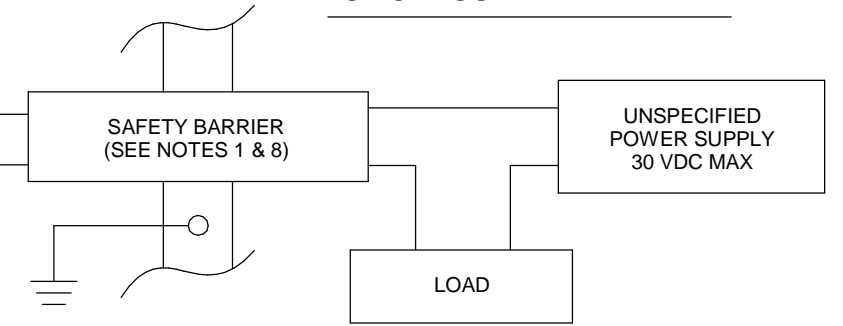 SAFETY BARRIER
(SEE NOTES 1 & 8)
UNSPECIFIED
POWER SUPPLY
30 VDC MAX
LOAD